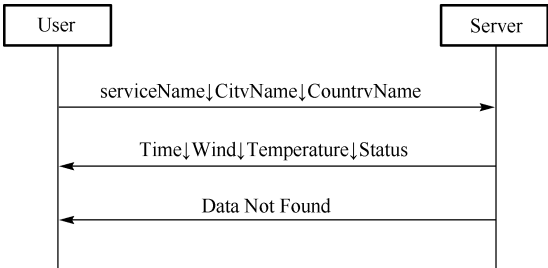 User
Server
serviceName↓CitvName↓CountrvName
Time↓Wind↓Temperature↓Status
Data Not Found